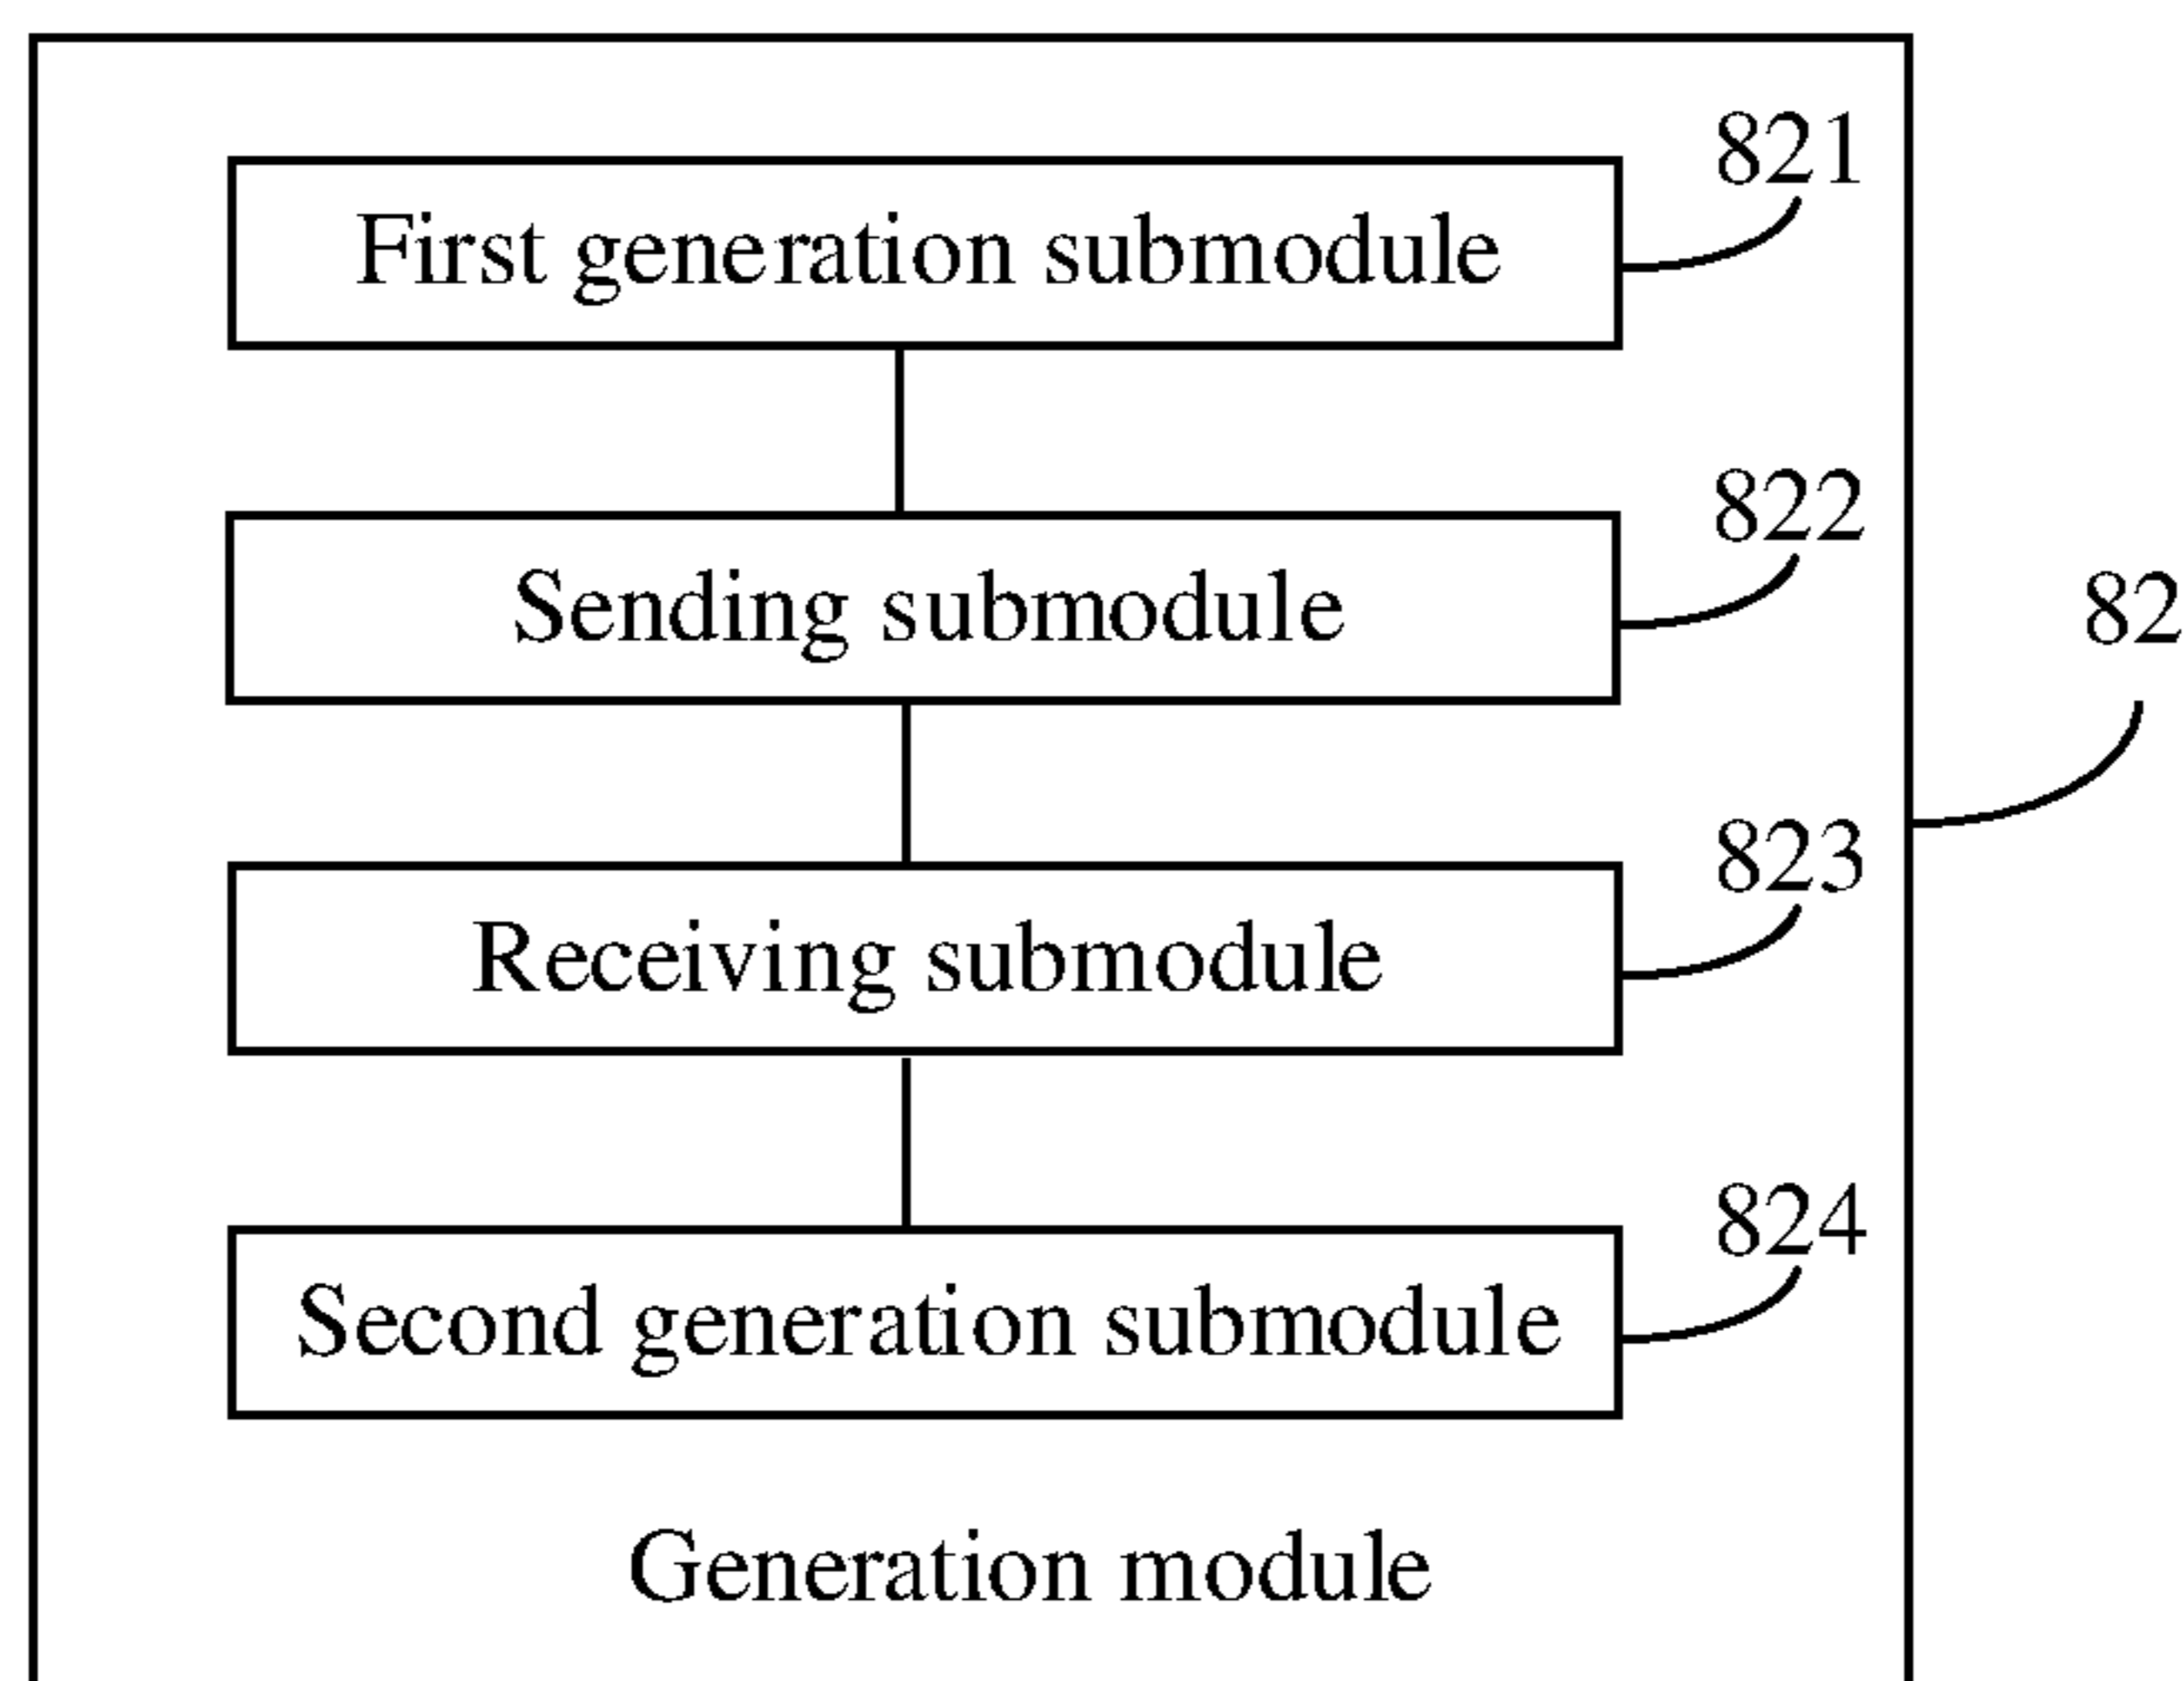 821
First generation submodule
822
Sending submodule
82
823
Receiving submodule
824
Second generation submodule
Generation module